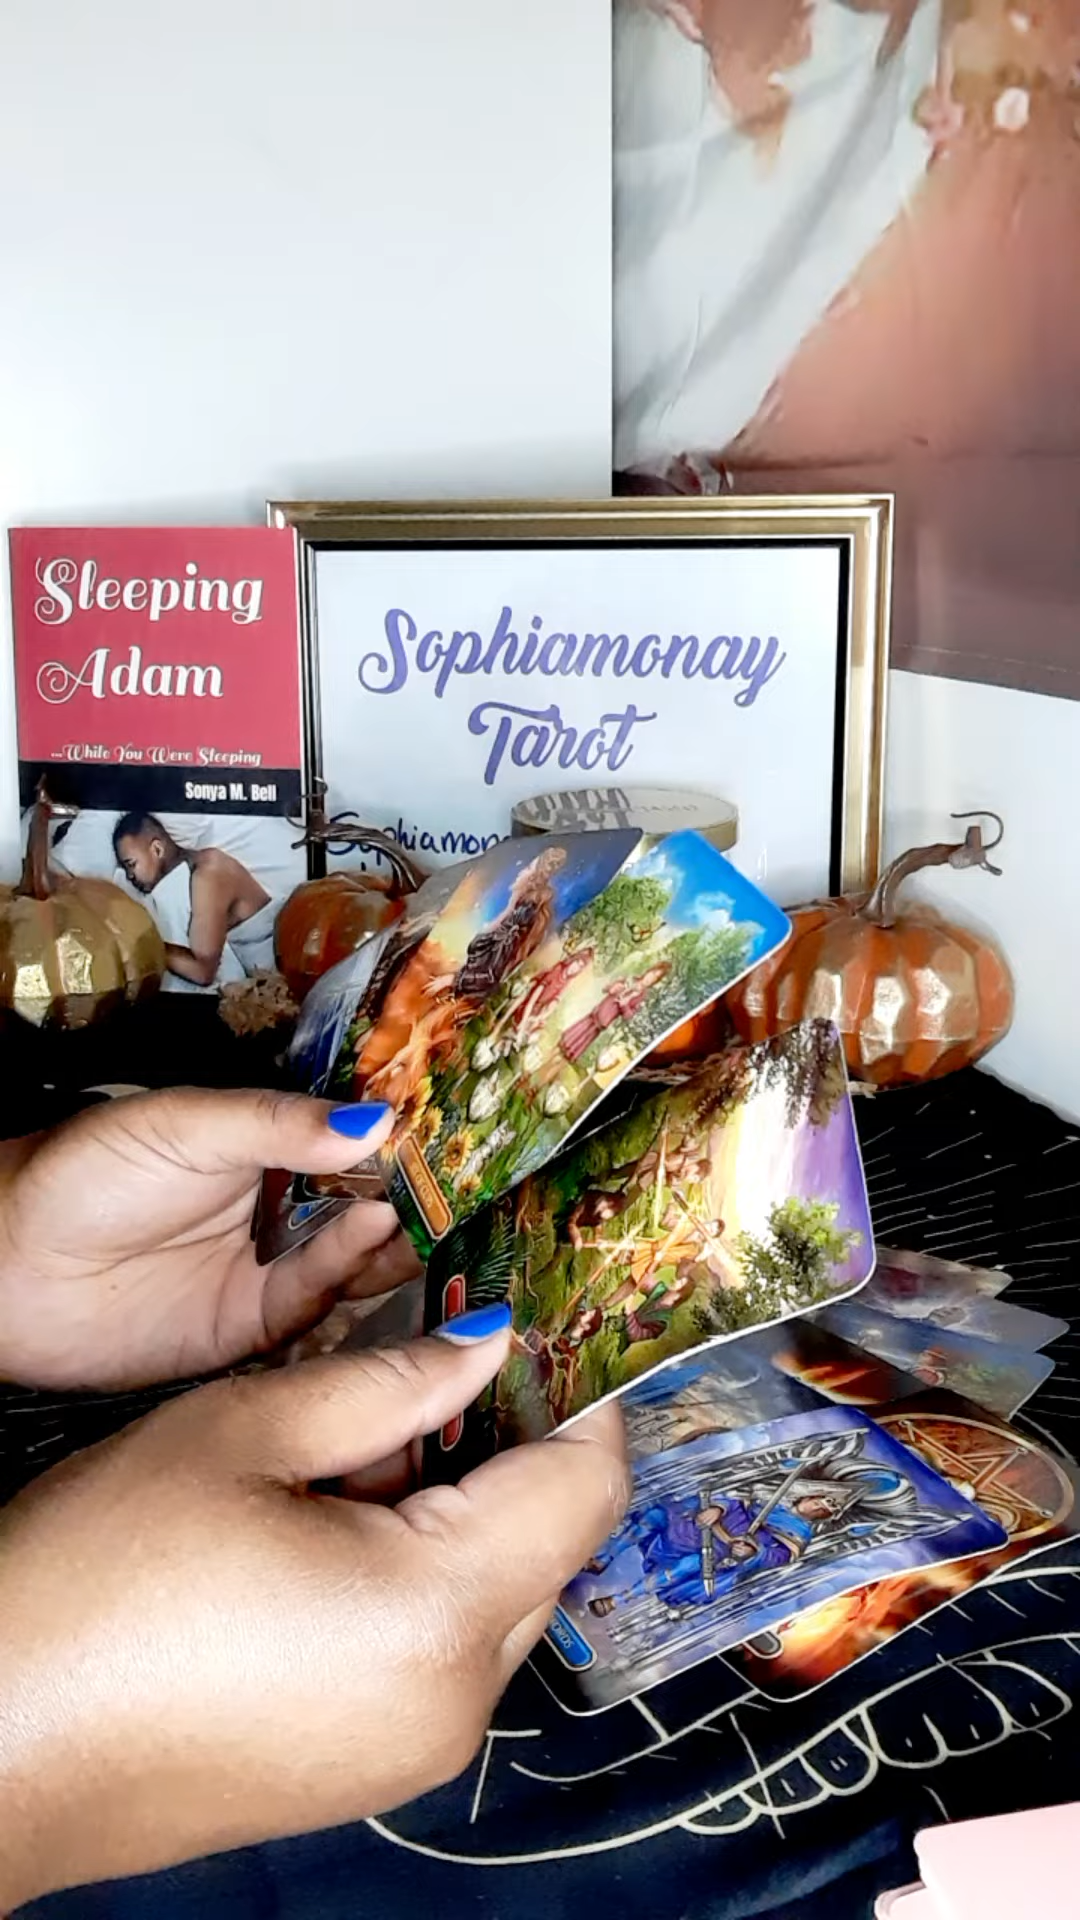 Sleeping
Adam
...While You Were Sleeping
Sonya M. Bell
Sophiamonay
Tarot